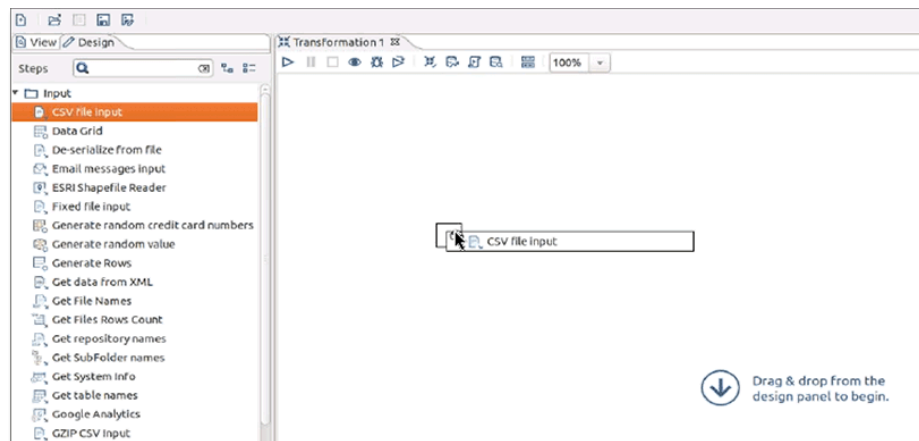 View
Design
Transformation 1
Steps
100%
Input
CSV file input
Data Grid
De-serialize from file
Email messages input
ESRI Shapefile Reader
Fixed file input
Generate random credit card numbers
Generate random value
Generate Rows
Get data from XML
Get File Names
Get Files Rows Count
Get repository names
Get SubFolder names
Get System Info
Get table names
Google Analytics
GZIP CSV Input
CSV file input
Drag & drop from the
design panel to begin.